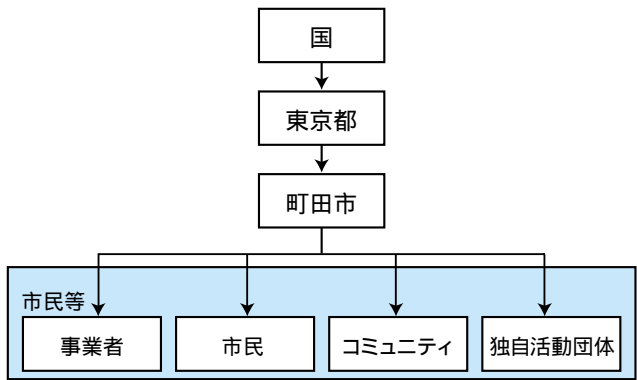 国
東京都
町田市
市民等
事業者
市民
コミュニティ
独自活動団体